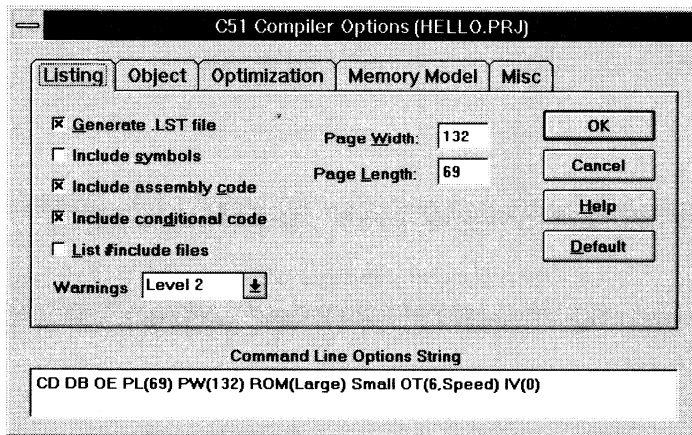 C51 Compiler Options (HELLO.PRJ)
Listing Object Optimization Memory Model Misc
Generate .LST file
Include symbols
Include assembly code
Include conditional code
List #include files
Warnings Level 2
Page Width: 132
Page Length: 69
OK
Cancel
Help
Default
Command Line Options String
CD DB OE PL(69) PW(132) ROM(Large) Small OT(6,Speed) IV(0)